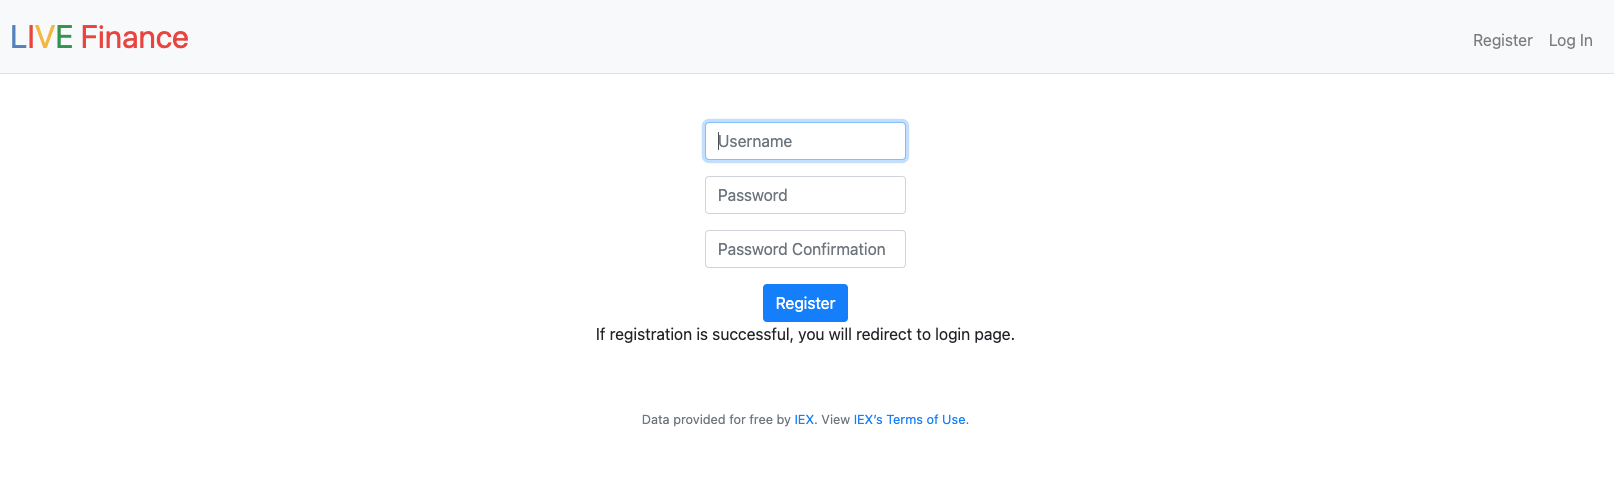 LIVE Finance
Register Log In
Username
Password
Password Confirmation
Register
If registration is successful, you will redirect to login page.
Data provided for free by IEX. View IEX’s Terms of Use.